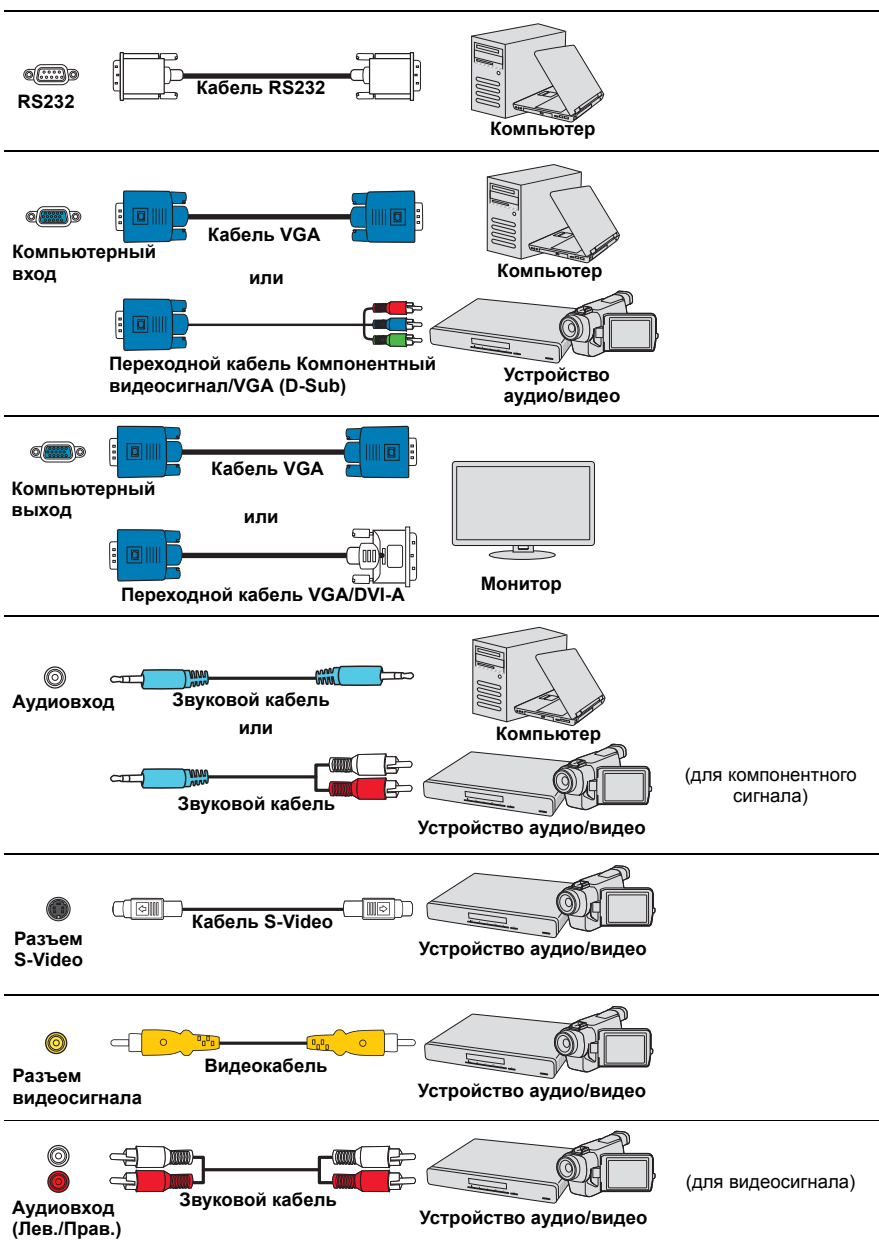 RS232
Кабель RS232
Компьютер
Компьютерный
вход
Кабель VGA
Компьютер
или
Переходной кабель Компонентный
видеосигнал/VGA (D-Sub)
Устройство
аудио/видео
Компьютерный
выход
Кабель VGA
или
Переходной кабель VGA/DVI-A
Монитор
Аудиовход
Звуковой кабель
Компьютер
или
Звуковой кабель
Устройство аудио/видео
(для компонентного
сигнала)
Разъем
S-Video
Кабель S-Video
Устройство аудио/видео
Разъем
видеосигнала
Видеокабель
Устройство аудио/видео
Аудиовход
(Лев./Прав.)
Звуковой кабель
Устройство аудио/видео
(для видеосигнала)